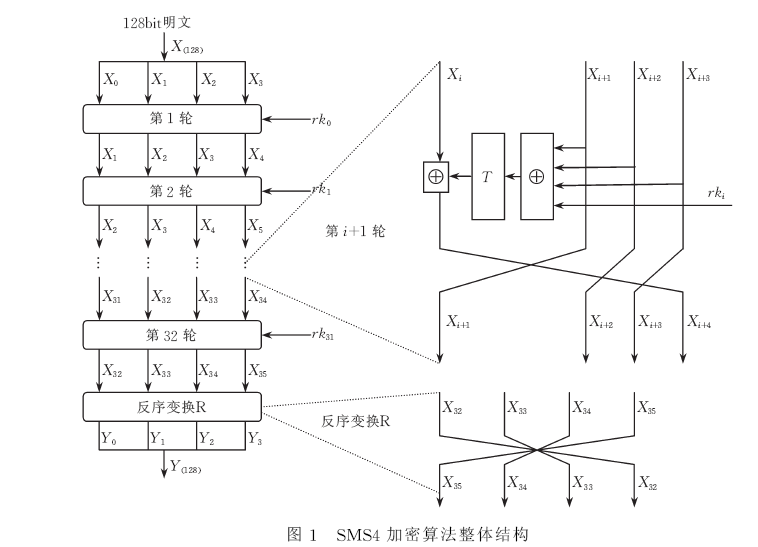 128bit明文
X(128)
X0 X1 X2 X3
第1轮
rk0
X1 X2 X3 X4
第2轮
rk1
X2 X3 X4 X5
⋮ ⋮ ⋮ ⋮
X31 X32 X33 X34
第32轮
rk31
X32 X33 X34 X35
反序变换R
Y0 Y1 Y2 Y3
Y(128)
Xi Xi+1 Xi+2 Xi+3
⊕ T ⊕
rki
第i+1轮
Xi+1 Xi+2 Xi+3 Xi+4
反序变换R
X32 X33 X34 X35
X35 X34 X33 X32
图 1 SMS4 加密算法整体结构